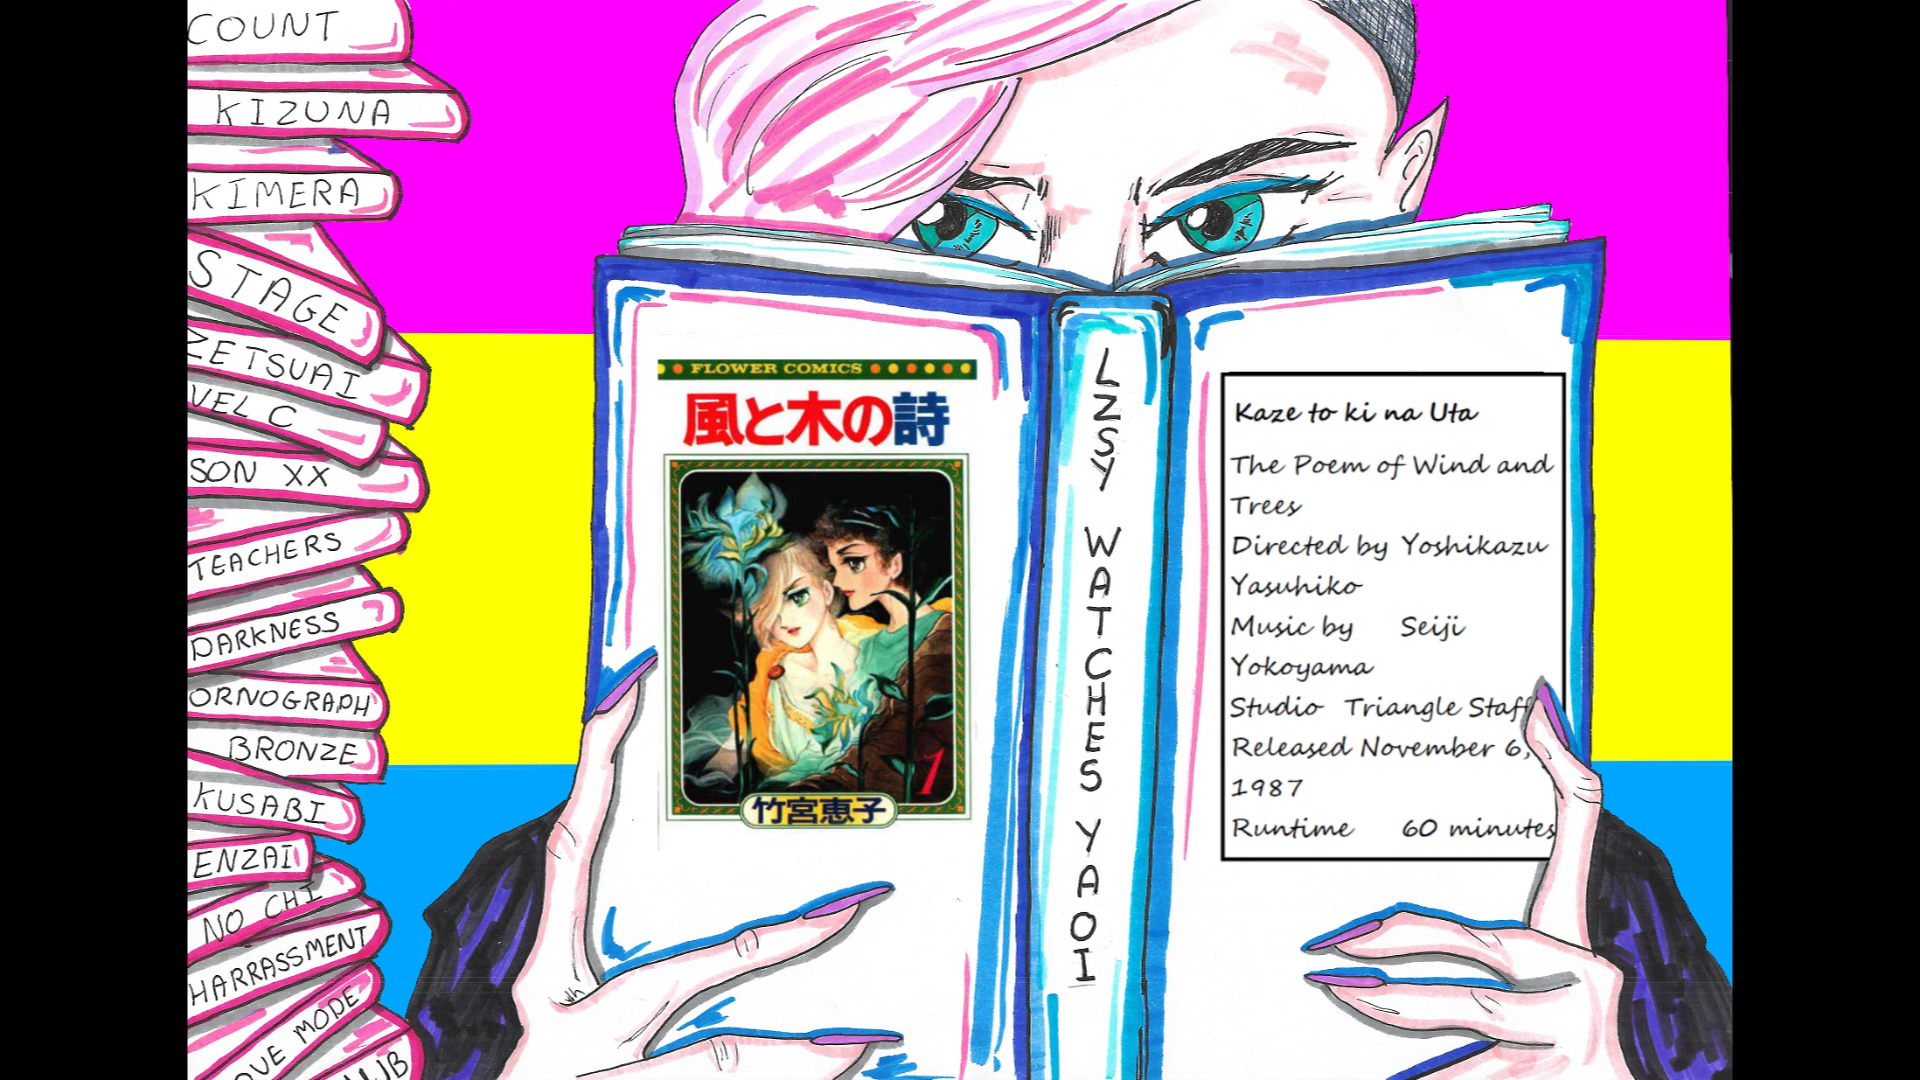 COUNT
KIZUNA
KIMERA
STAGE
ZETSUAI
VEL C
SON XX
TEACHERS
DARKNESS
ORNOGRAPH
BRONZE
KUSABI
ENZAI
NO CHI
HARRASSMENT
OVE MODE
FLOWER COMICS
風と木の詩
1
竹宮恵子
LZSY WATCHES YAOI
Kaze to ki na Uta
The Poem of Wind and
Trees
Directed by Yoshikazu
Yasuhiko
Music by Seiji
Yokoyama
Studio Triangle Staff
Released November 6,
1987
Runtime 60 minutes